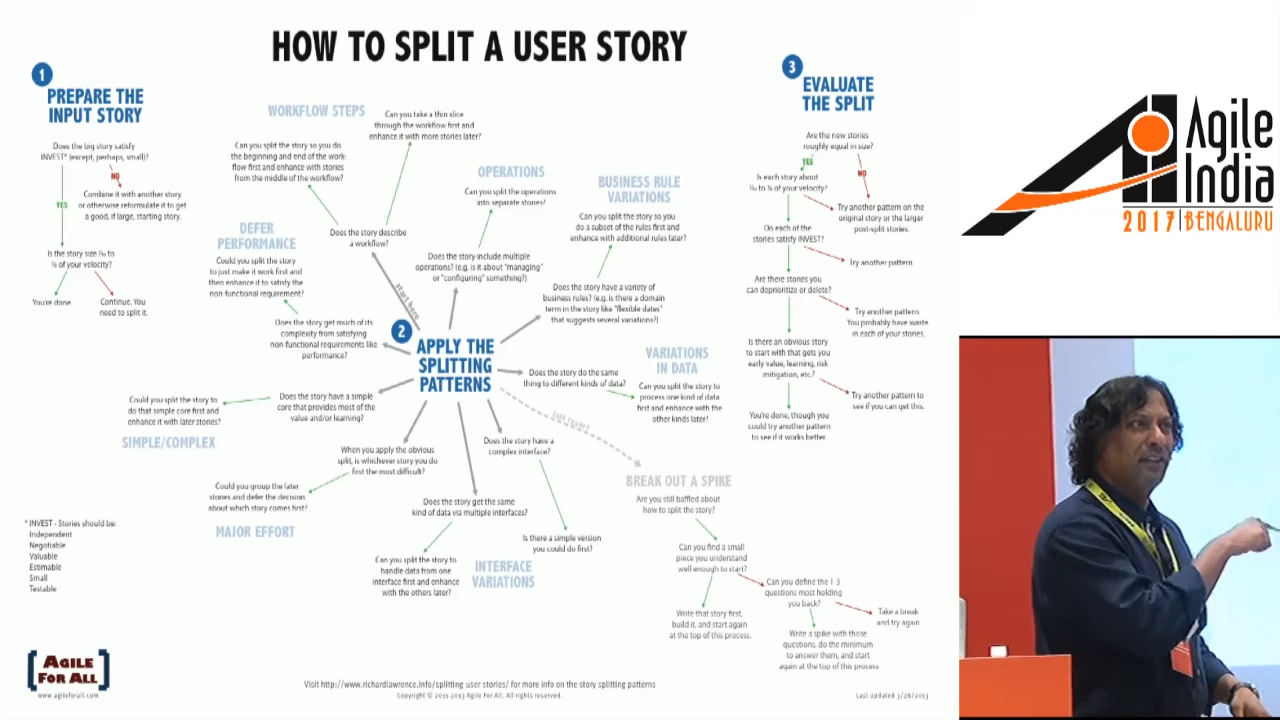 HOW TO SPLIT A USER STORY
1
PREPARE THE
INPUT STORY
Does the big story satisfy
INVEST* (except, perhaps, small)?
NO
Combine it with another story
or otherwise reformulate it to get
a good, if large, starting story.
YES
Is the story size 1/10 to
of your velocity?
You're done
Continue. You
need to split it.
2
APPLY THE
SPLITTING
PATTERNS
start here
WORKFLOW STEPS
Can you take a thin slice
through the workflow first and
enhance it with more stories later?
Can you split the story so you do
the beginning and end of the work-
flow first and enhance with stories
from the middle of the workflow?
Does the story describe
a workflow?
OPERATIONS
Can you split the operations
into separate stories?
Does the story include multiple
operations? (e.g. is it about "managing"
or "configuring" something?)
BUSINESS RULE
VARIATIONS
Can you split the story so you
do a subset of the rules first and
enhance with additional rules later?
Does the story have a variety of
business rules? (e.g. is there a domain
term in the story like "flexible dates"
that suggests several variations?)
VARIATIONS
IN DATA
Does the story do the same
thing to different kinds of data?
Can you split the story to
process one kind of data
first and enhance with the
other kinds later?
DEFER
PERFORMANCE
Could you split the story
to just make it work first and
then enhance it to satisfy the
non-functional requirement?
Does the story get much of its
complexity from satisfying
non-functional requirements like
performance?
Does the story have a simple
core that provides most of the
value and/or learning?
Could you split the story to
do that simple core first and
enhance it with later stories?
SIMPLE/COMPLEX
When you apply the obvious
split, is whichever story you do
first the most difficult?
Could you group the later
stories and defer the decision
about which story comes first?
MAJOR EFFORT
Does the story get the same
kind of data via multiple interfaces?
Can you split the story to
handle data from one
interface first and enhance
with the others later?
INTERFACE
VARIATIONS
Does the story have a
complex interface?
Is there a simple version
you could do first?
last resort
BREAK OUT A SPIKE
Are you still baffled about
how to split the story?
Can you find a small
piece you understand
well enough to start?
Write that story first,
build it, and start again
at the top of this process.
Can you define the 1-3
questions most holding
you back?
Take a break
and try again
Write a spike with those
questions, do the minimum
to answer them, and start
again at the top of this process
3
EVALUATE
THE SPLIT
Are the new stories
roughly equal in size?
YES
NO
Is each story about
of your velocity?
Try another pattern on the
original story or the larger
post-split stories.
Do each of the
stories satisfy INVEST?
Try another pattern.
Are there stories you
can deprioritize or delete?
Try another pattern.
You probably have waste
in each of your stories.
Is there an obvious story
to start with that gets you
early value, learning, risk
mitigation, etc.?
Try another pattern to
see if you can get this.
You're done, though you
could try another pattern
to see if it works better.
* INVEST - Stories should be:
Independent
Negotiable
Valuable
Estimable
Small
Testable
AGILE
FOR ALL
www.agileforall.com
Visit http://www.richardlawrence.info/splitting-user-stories/ for more info on the story splitting patterns
Copyright © 2011-2013 Agile For All. All rights reserved.
Last updated 3/26/2013
Agile
India
2017 | BENGALURU